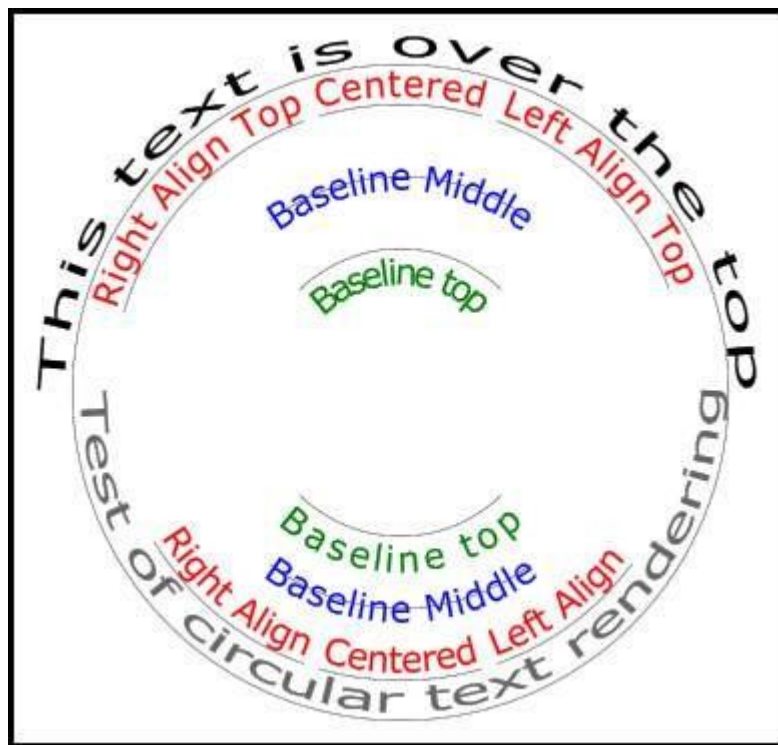 This text is over the top
Right Align Top
Centered
Left Align Top
Baseline Middle
Baseline top
Baseline top
Baseline Middle
Right Align
Centered
Left Align
Test of circular text rendering